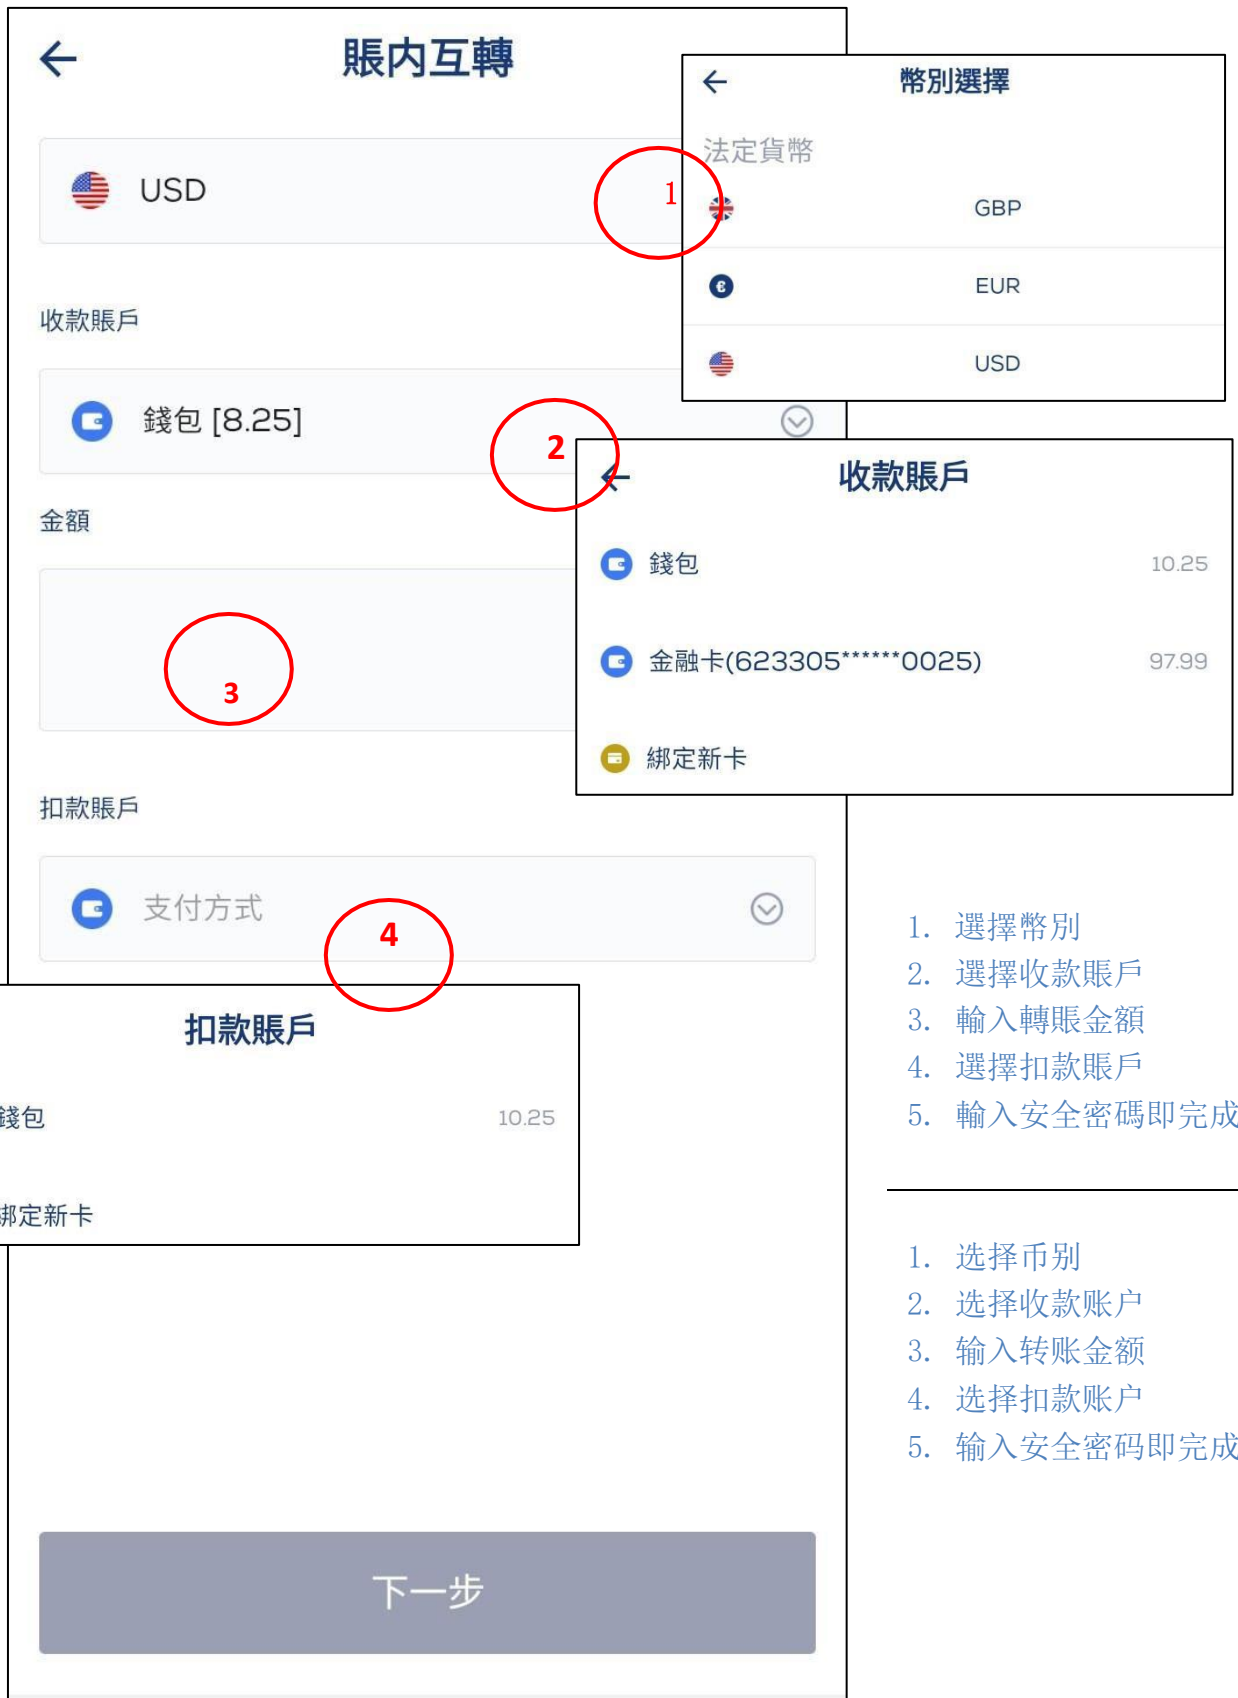 賬內互轉
USD
收款賬戶
錢包 [8.25]
金額
扣款賬戶
支付方式
下一步
1
幣別選擇
法定貨幣
GBP
EUR
USD
2
收款賬戶
錢包 10.25
金融卡(623305******0025) 97.99
綁定新卡
3
4
扣款賬戶
錢包 10.25
綁定新卡
1. 選擇幣別
2. 選擇收款賬戶
3. 輸入轉賬金額
4. 選擇扣款賬戶
5. 輸入安全密碼即完成
1. 选择币别
2. 选择收款账户
3. 输入转账金额
4. 选择扣款账户
5. 输入安全密码即完成